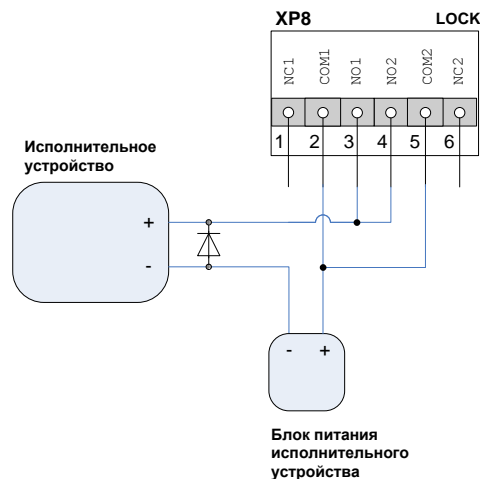 XP8 LOCK
NC1 COM1 NO1 NO2 COM2 NC2
1 2 3 4 5 6
Исполнительное
устройство
+
-
- +
Блок питания
исполнительного
устройства